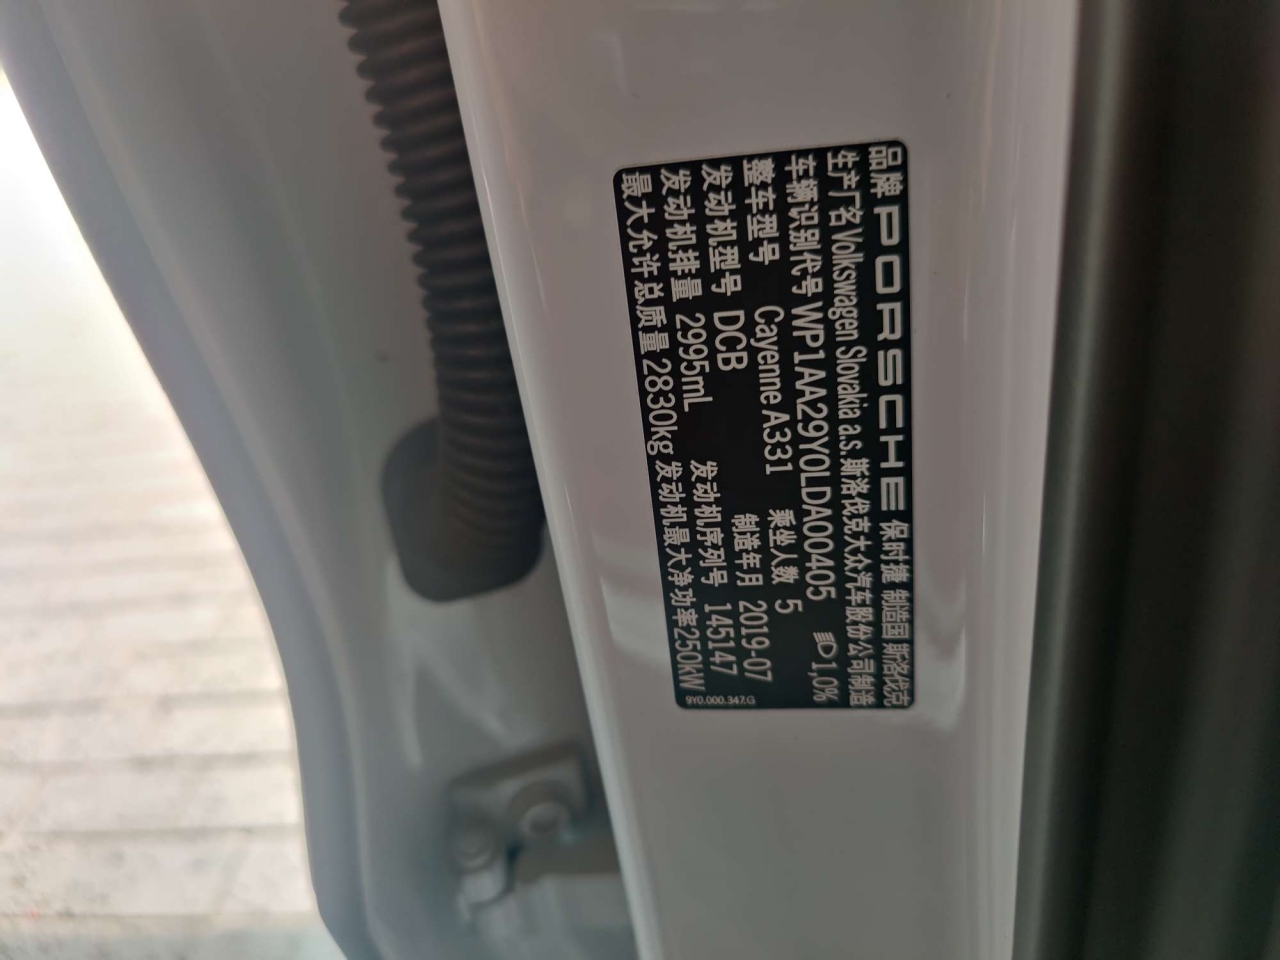 品牌 PORSCHE 保时捷 制造国 斯洛伐克
生产厂名 Volkswagen Slovakia a.s. 斯洛伐克大众汽车股份公司制造
车辆识别代号 WP1AA29Y0LDA00405 1,0%
整车型号 Cayenne A331 乘坐人数 5
发动机型号 DCB 制造年月 2019-07
发动机排量 2995mL 发动机序列号 145147
最大允许总质量 2830kg 发动机最大净功率 250kW
9Y0.000.347.G